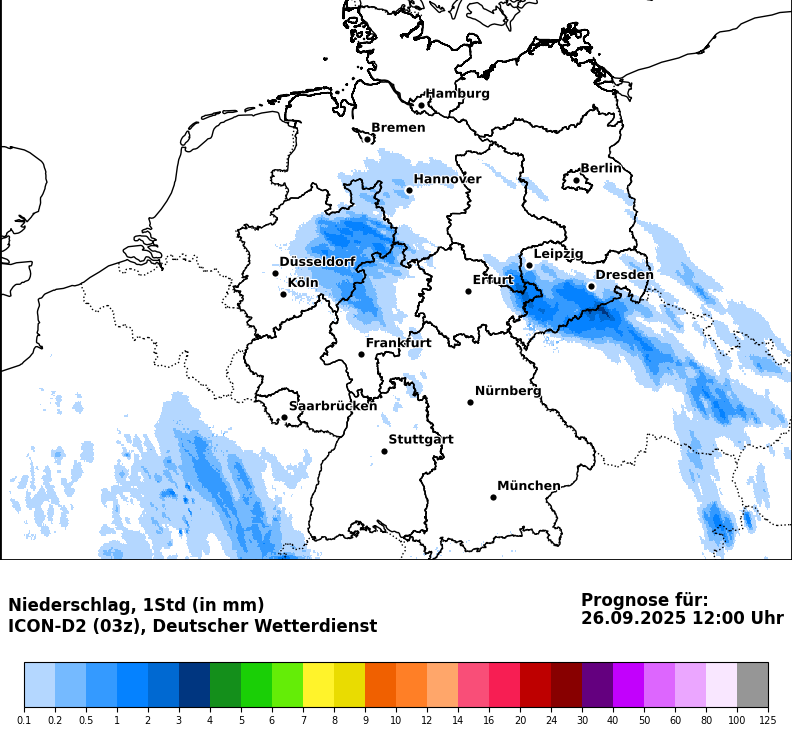 Hamburg
Bremen
Berlin
Hannover
Leipzig
Düsseldorf
Dresden
Köln
Erfurt
Frankfurt
Nürnberg
Saarbrücken
Stuttgart
München
Niederschlag, 1Std (in mm)
ICON-D2 (03z), Deutscher Wetterdienst
Prognose für:
26.09.2025 12:00 Uhr
0.1 0.2 0.5 1 2 3 4 5 6 7 8 9 10 12 14 16 20 24 30 40 50 60 80 100 125